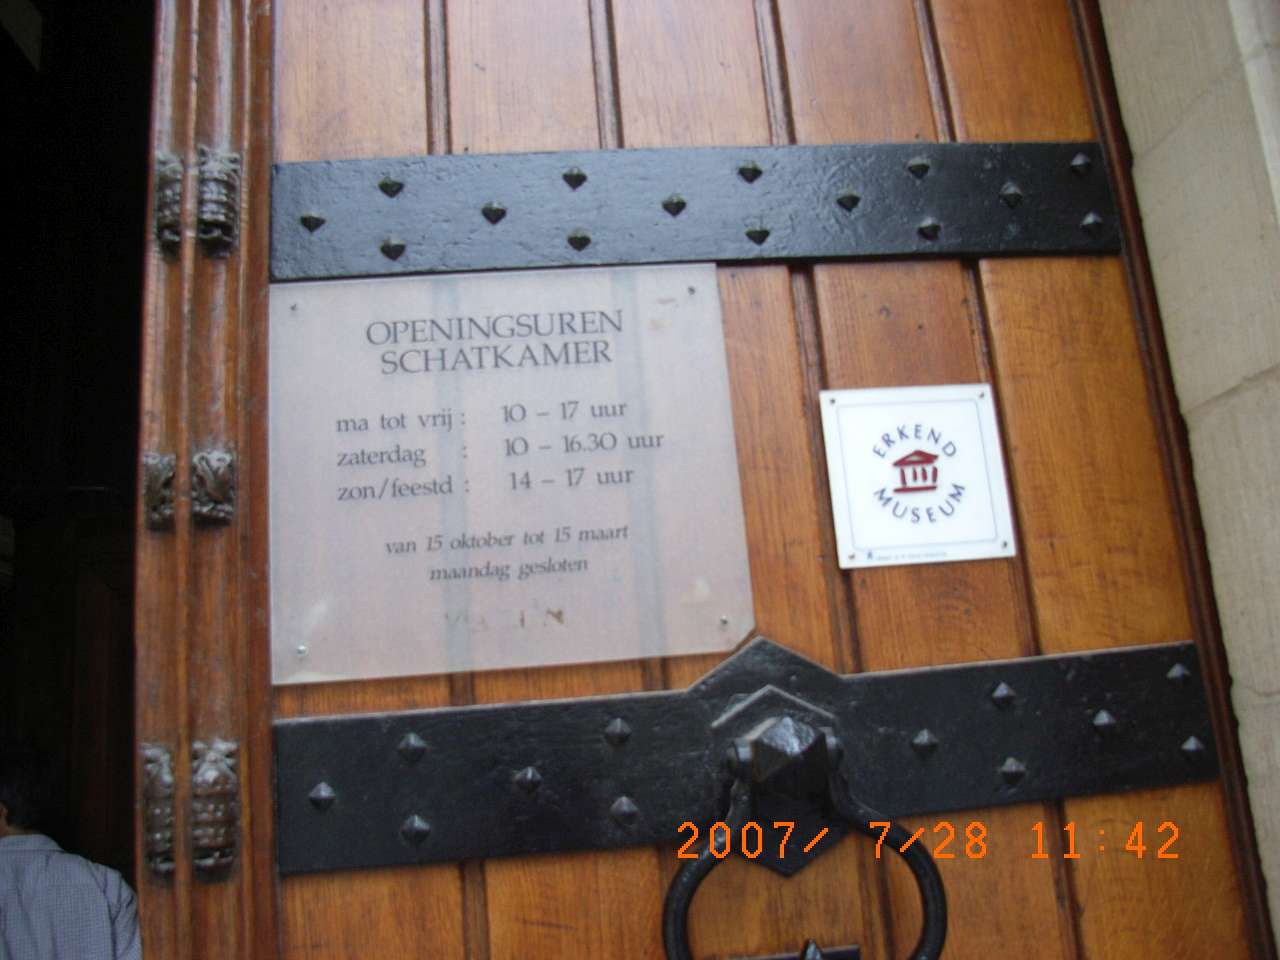 OPENINGSUREN
SCHATKAMER
ma tot vrij : 10 – 17 uur
zaterdag : 10 – 16.30 uur
zon/feestd : 14 – 17 uur
van 15 oktober tot 15 maart
maandag gesloten
ERKEND
MUSEUM
2007/ 7/28 11:42